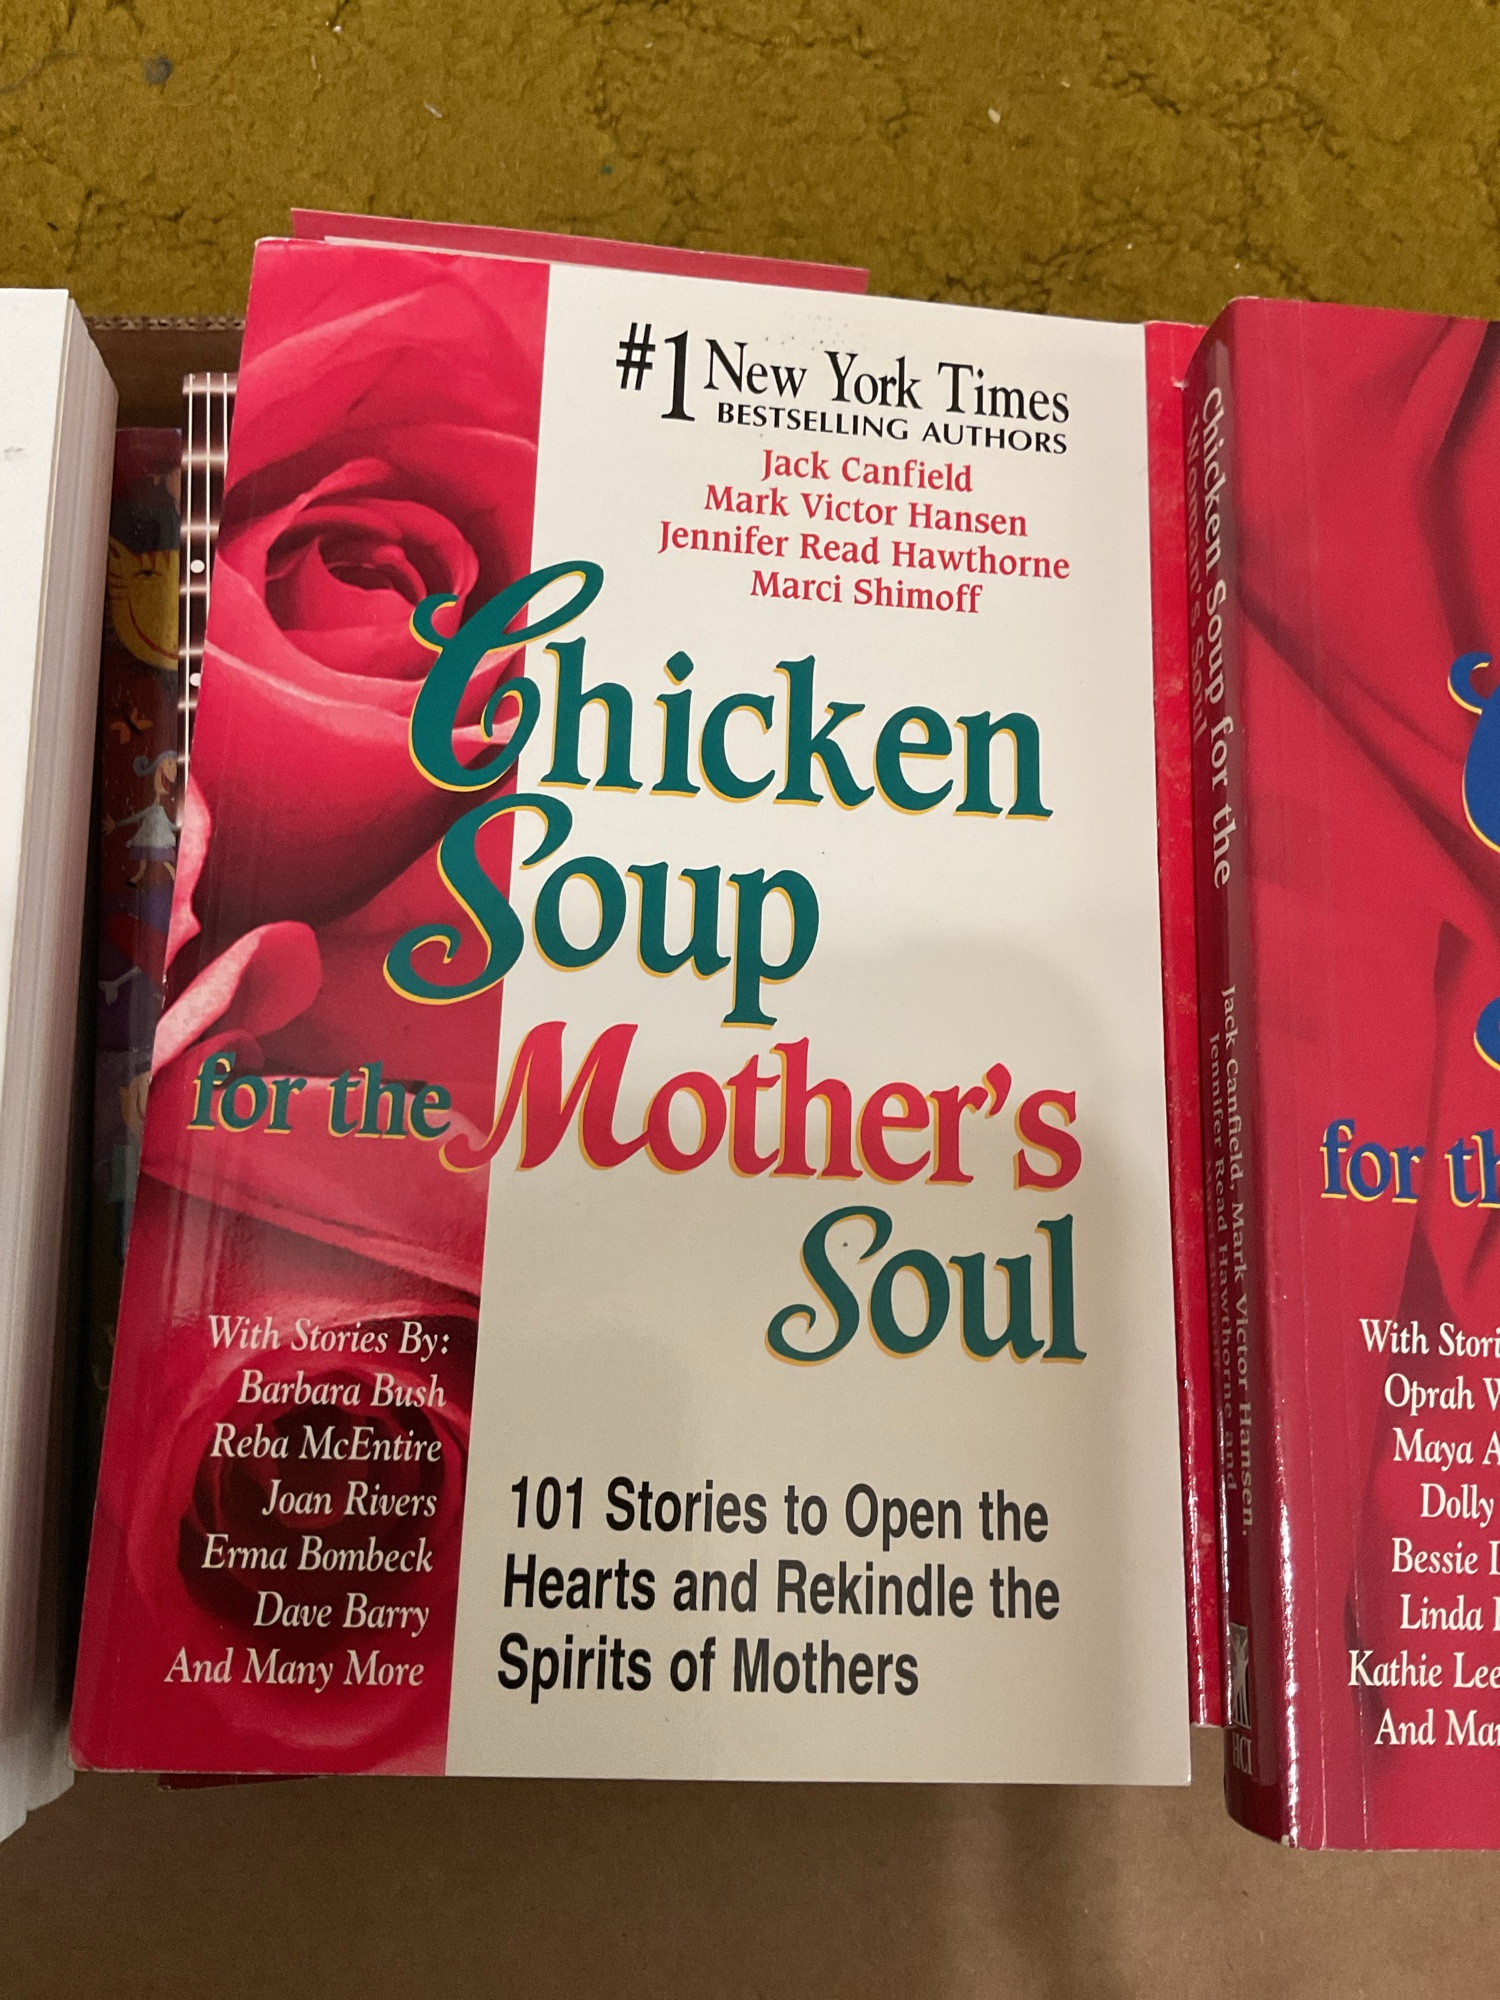 #1 New York Times
BESTSELLING AUTHORS
Jack Canfield
Mark Victor Hansen
Jennifer Read Hawthorne
Marci Shimoff
Chicken
Soup
for the Mother's
Soul
With Stories By:
Barbara Bush
Reba McEntire
Joan Rivers
Erma Bombeck
Dave Barry
And Many More
101 Stories to Open the
Hearts and Rekindle the
Spirits of Mothers
Chicken Soup for the
Woman's Soul
Jack Canfield, Mark Victor Hansen,
Jennifer Read Hawthorne and
Marci Shimoff
HCI
for th
With Stori
Oprah W
Maya A
Dolly
Bessie
Linda
Kathie Lee
And Man